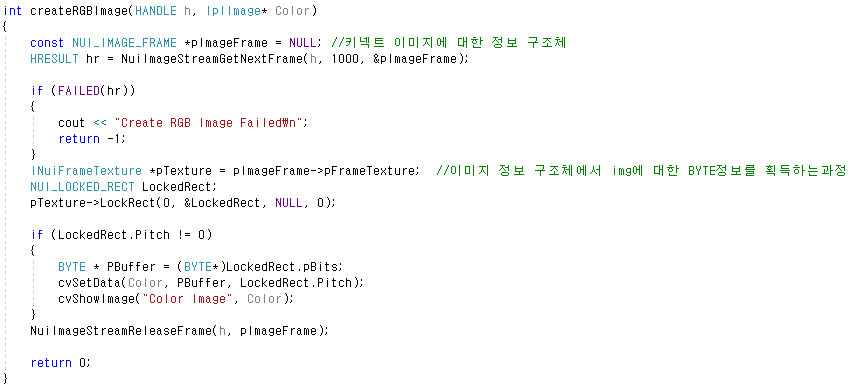 int createRGBImage(HANDLE h, IplImage* Color)
{
const NUI_IMAGE_FRAME *pImageFrame = NULL; //키넥트 이미지에 대한 정보 구조체
HRESULT hr = NuiImageStreamGetNextFrame(h, 1000, &pImageFrame);
if (FAILED(hr))
{
cout << "Create RGB Image Failed₩n";
return -1;
}
INuiFrameTexture *pTexture = pImageFrame->pFrameTexture; //이미지 정보 구조체에서 img에 대한 BYTE정보를 획득하는과정
NUI_LOCKED_RECT LockedRect;
pTexture->LockRect(0, &LockedRect, NULL, 0);
if (LockedRect.Pitch != 0)
{
BYTE * PBuffer = (BYTE*)LockedRect.pBits;
cvSetData(Color, PBuffer, LockedRect.Pitch);
cvShowImage("Color Image", Color);
}
NuiImageStreamReleaseFrame(h, pImageFrame);
return 0;
}